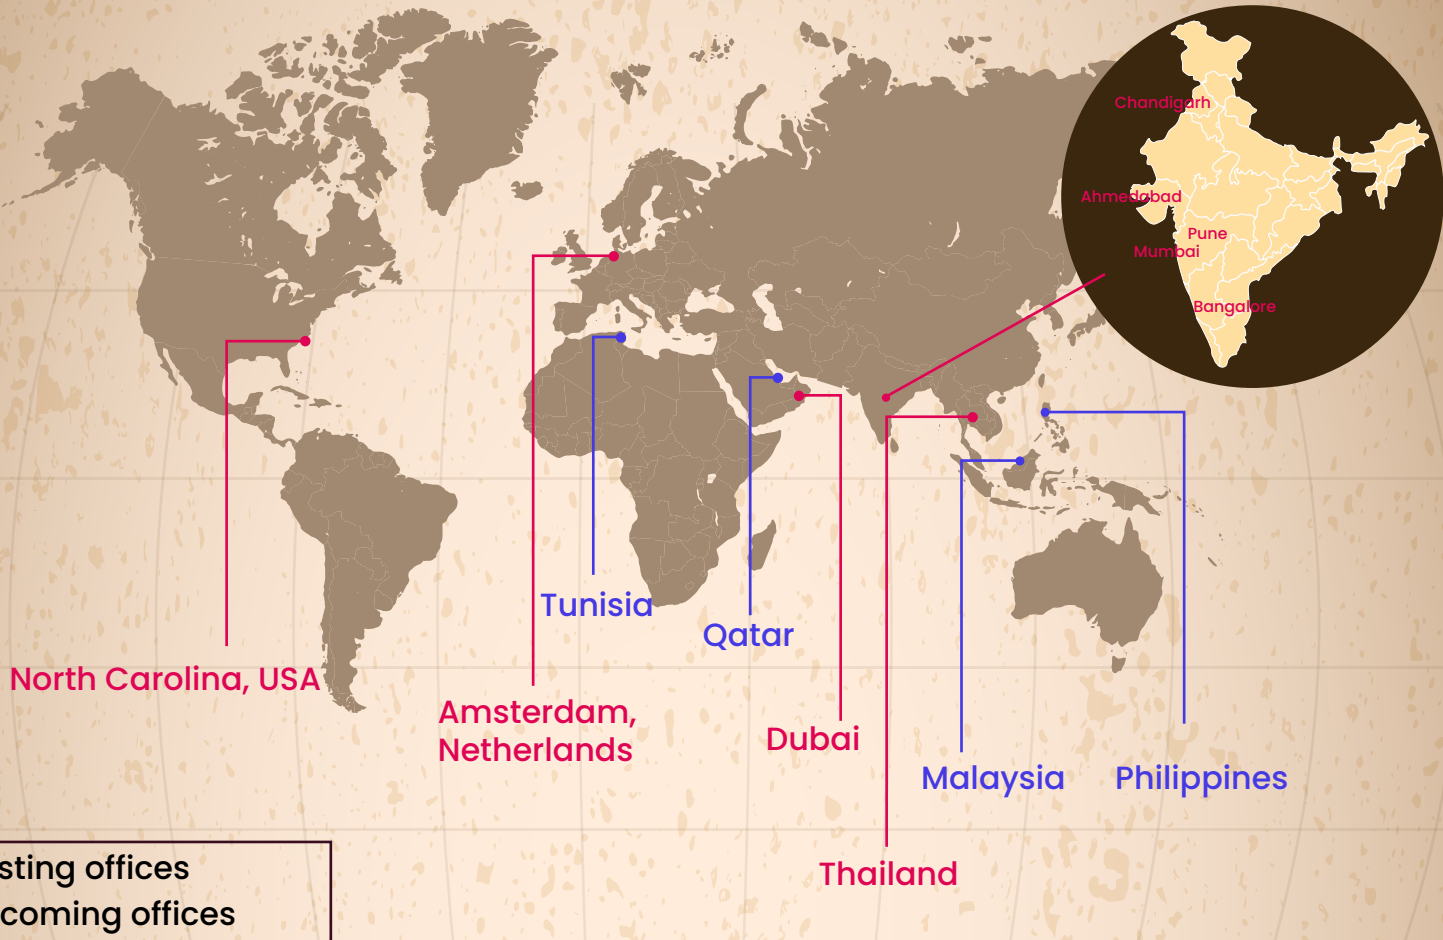 Chandigarh
Ahmedabad
Pune
Mumbai
Bangalore
Tunisia
Qatar
North Carolina, USA
Amsterdam,
Netherlands
Dubai
Malaysia
Philippines
Thailand
sting offices
coming offices